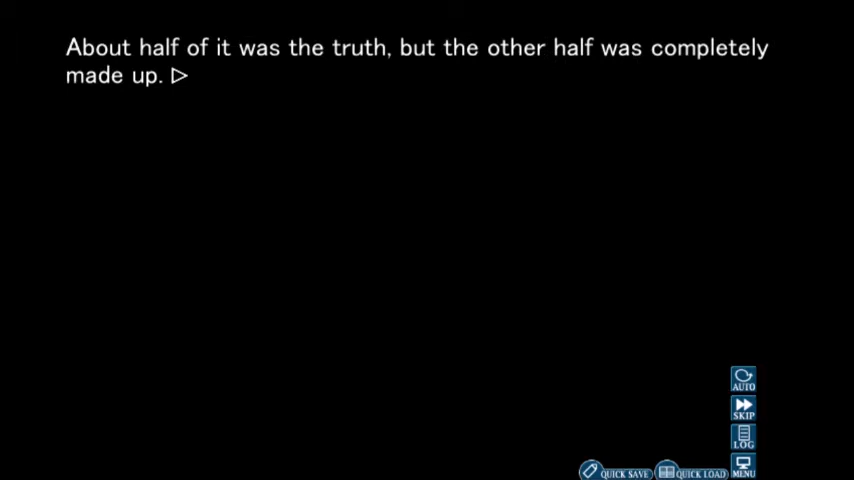 About half of it was the truth, but the other half was completely
made up. ▷
AUTO
SKIP
LOG
QUICK SAVE QUICK LOAD MENU